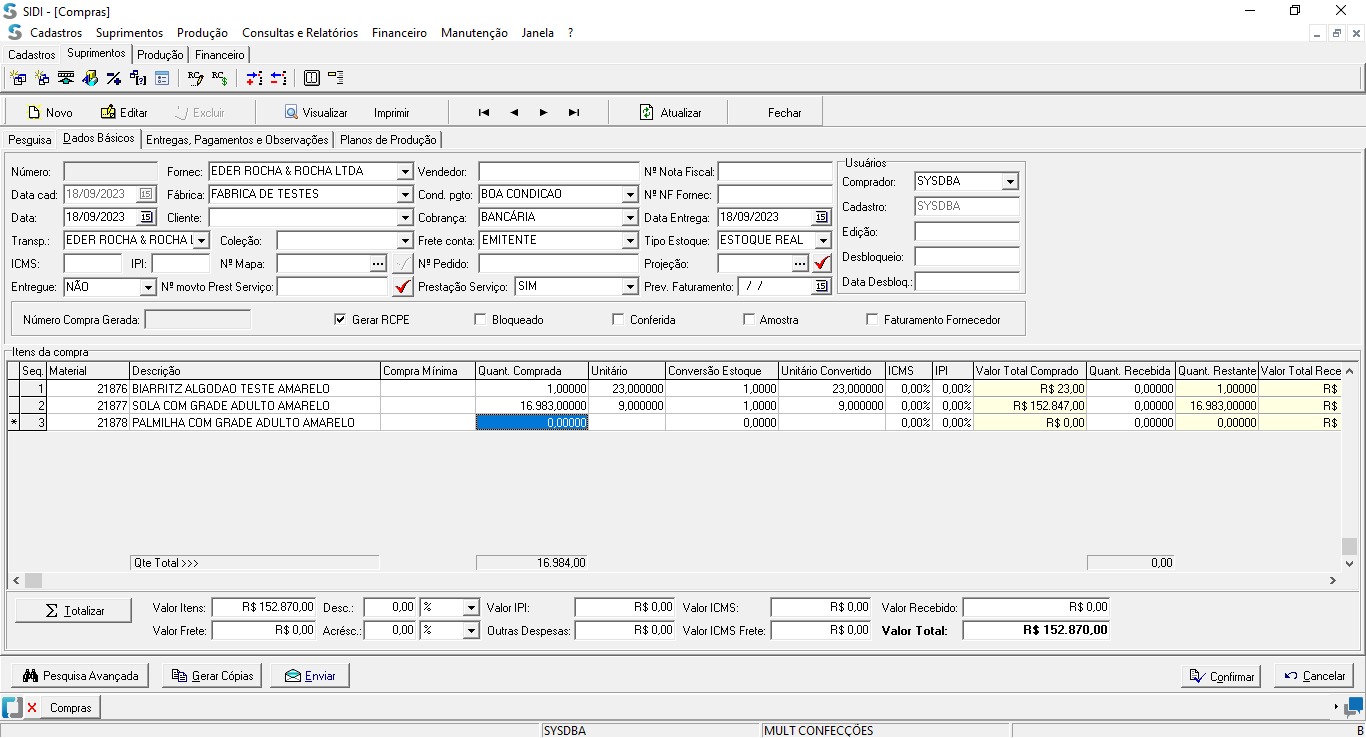 SIDI - [Compras]
Cadastros Suprimentos Produção Consultas e Relatórios Financeiro Manutenção Janela ?
Cadastros Suprimentos Produção Financeiro
Novo Editar Excluir Visualizar Imprimir Atualizar Fechar
Pesquisa Dados Básicos Entregas, Pagamentos e Observações Planos de Produção
Número: Fornec: EDER ROCHA & ROCHA LTDA Vendedor: Nº Nota Fiscal:
Data cad: 18/09/2023 15 Fábrica: FABRICA DE TESTES Cond. pgto: BOA CONDICAO Nº NF Fornec:
Data: 18/09/2023 15 Cliente: Cobrança: BANCÁRIA Data Entrega: 18/09/2023 15
Transp.: EDER ROCHA & ROCHA L Coleção: Frete conta: EMITENTE Tipo Estoque: ESTOQUE REAL
ICMS: IPI: Nº Mapa: ... Nº Pedido: Projeção: ...
Entregue: NÃO Nº movto Prest Serviço: Prestação Serviço: SIM Prev. Faturamento: / / 15
Usuários
Comprador: SYSDBA
Cadastro: SYSDBA
Edição:
Desbloqueio:
Data Desbloq.:
Número Compra Gerada: Gerar RCPE Bloqueado Conferida Amostra Faturamento Fornecedor
Itens da compra
Seq. Material Descrição Compra Mínima Quant. Comprada Unitário Conversão Estoque Unitário Convertido ICMS IPI Valor Total Comprado Quant. Recebida Quant. Restante Valor Total Rece
1 21876 BIARRITZ ALGODAO TESTE AMARELO 1,00000 23,000000 1,0000 23,000000 0,00% 0,00% R$ 23,00 0,00000 1,00000 R$
2 21877 SOLA COM GRADE ADULTO AMARELO 16.983,00000 9,000000 1,0000 9,000000 0,00% 0,00% R$ 152.847,00 0,00000 16.983,00000 R$
* 3 21878 PALMILHA COM GRADE ADULTO AMARELO 0,00000 0,0000 0,00% 0,00% R$ 0,00 0,00000 0,00000 R$
Qte Total >>> 16.984,00 0,00
Σ Totalizar Valor Itens: R$ 152.870,00 Desc.: 0,00 % Valor IPI: R$ 0,00 Valor ICMS: R$ 0,00 Valor Recebido: R$ 0,00
Valor Frete: R$ 0,00 Acrésc.: 0,00 % Outras Despesas: R$ 0,00 Valor ICMS Frete: R$ 0,00 Valor Total: R$ 152.870,00
Pesquisa Avançada Gerar Cópias Enviar Confirmar Cancelar
Compras
SYSDBA MULT CONFECÇÕES B